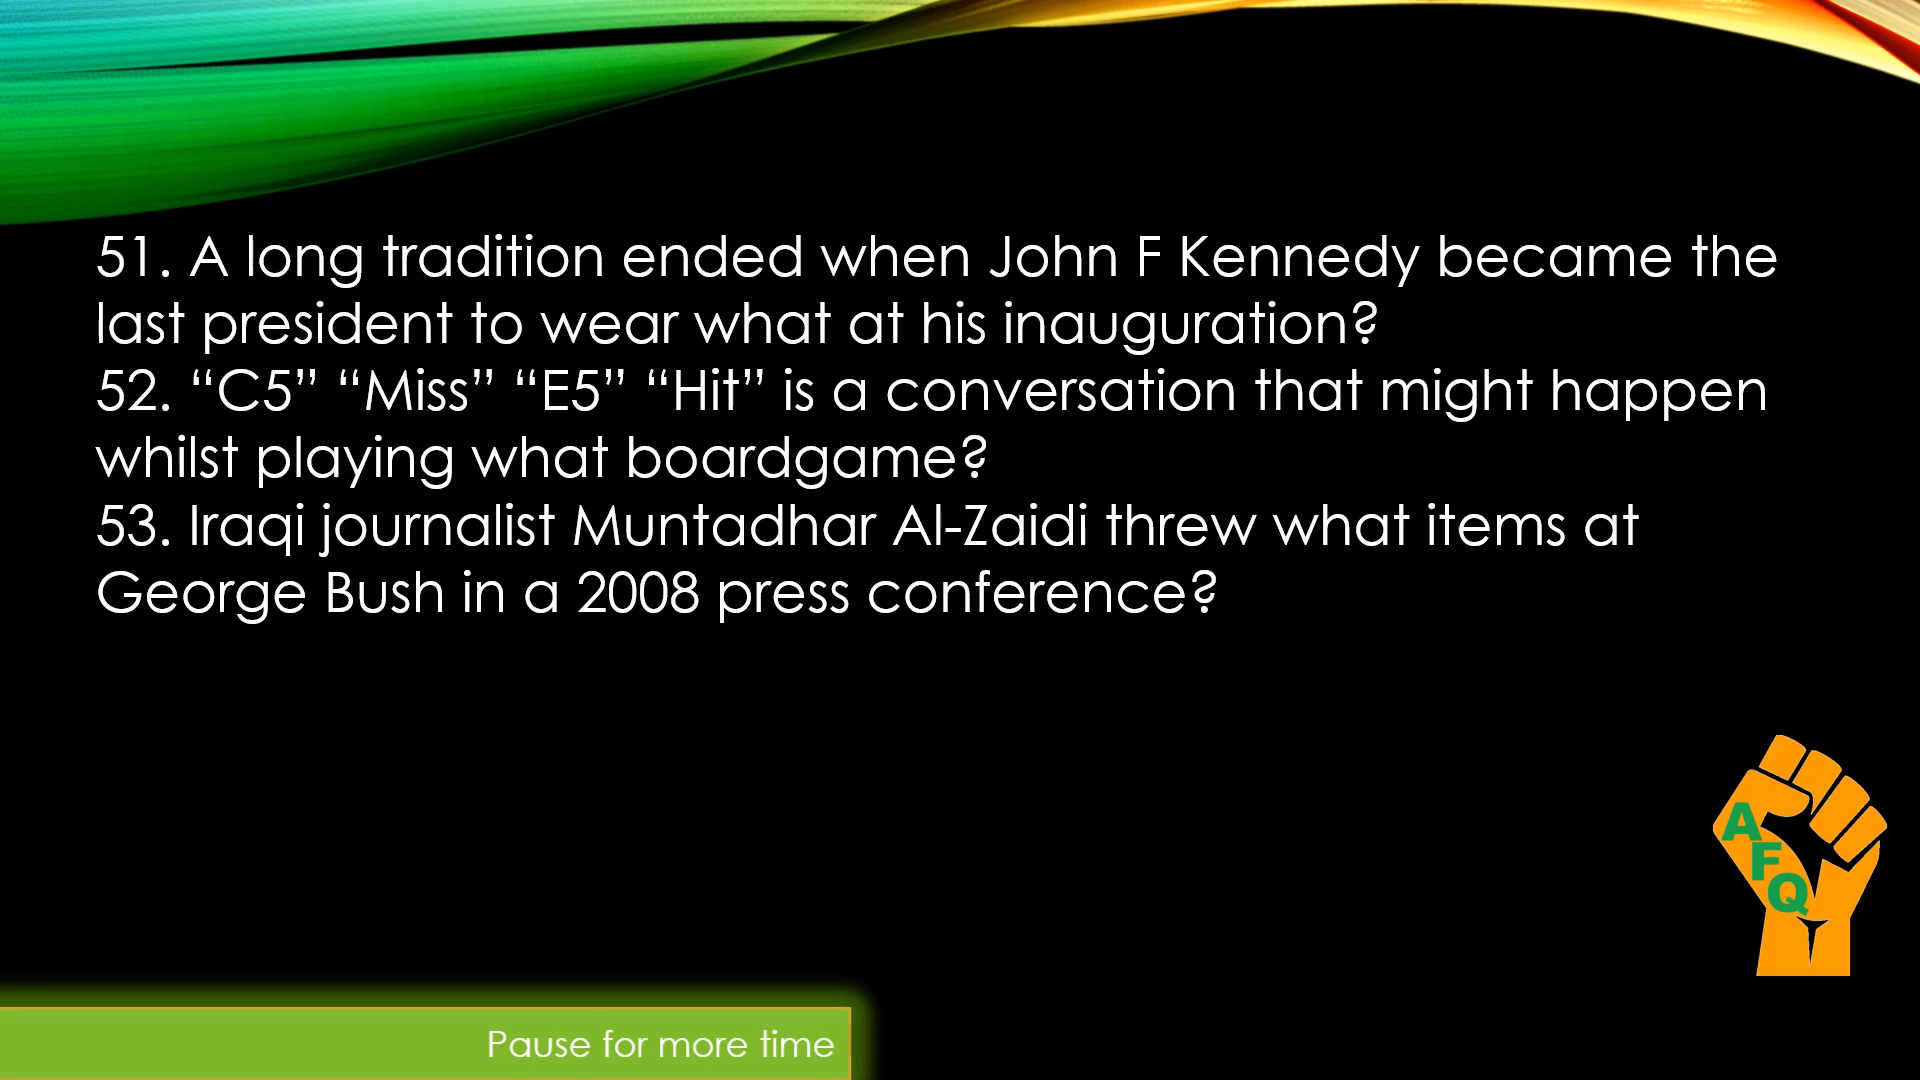 51. A long tradition ended when John F Kennedy became the
last president to wear what at his inauguration?
52. “C5” “Miss” “E5” “Hit” is a conversation that might happen
whilst playing what boardgame?
53. Iraqi journalist Muntadhar Al-Zaidi threw what items at
George Bush in a 2008 press conference?
A
F
Q
Pause for more time